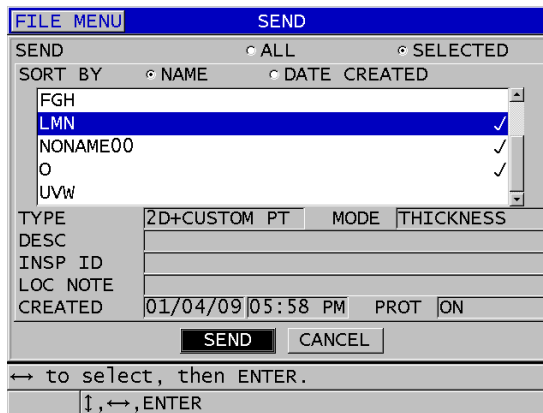 FILE MENU SEND
SEND ALL SELECTED
SORT BY NAME DATE CREATED
FGH
LMN ✓
NONAME00 ✓
O ✓
UVW
TYPE 2D+CUSTOM PT MODE THICKNESS
DESC
INSP ID
LOC NOTE
CREATED 01/04/09 05:58 PM PROT ON
SEND CANCEL
↔ to select, then ENTER.
↕,↔,ENTER